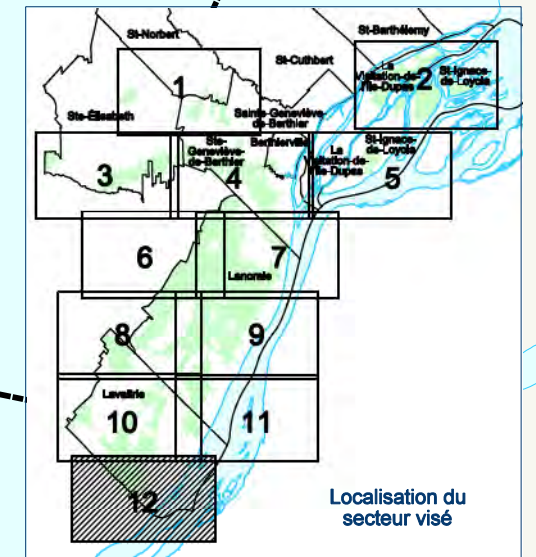 St-Norbert
St-Barthélemy
St-Cuthbert
La
Visitation-de-
l'Île-Dupas
2
St-Ignace-
de-Loyola
1
Ste-Élisabeth
Sainte-Geneviève-
de-Berthier
Ste-
Geneviève-
de-Berthier
Berthierville
La
Visitation-de-
l'Île-Dupas
St-Ignace-
de-Loyola
3
4
5
6
7
Lanoraie
8
9
Lavaltrie
10
11
12
Localisation du
secteur visé